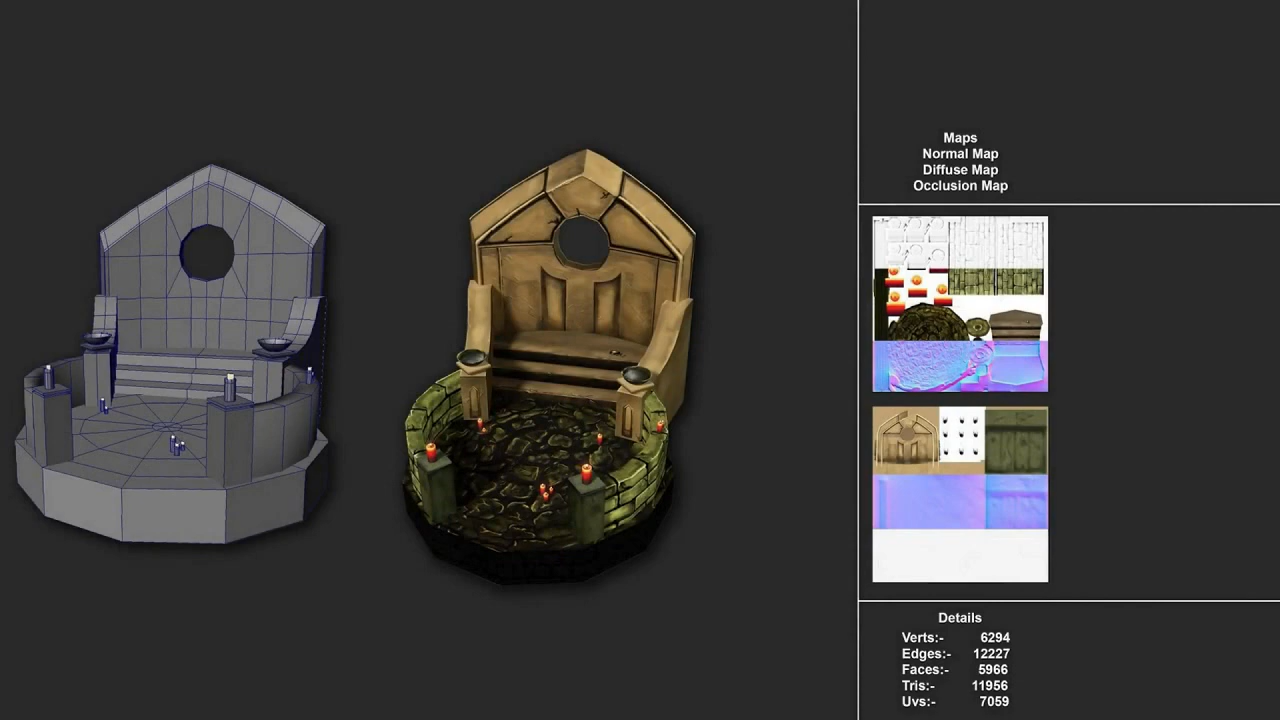 Maps
Normal Map
Diffuse Map
Occlusion Map
Details
Verts:- 6294
Edges:- 12227
Faces:- 5966
Tris:- 11956
Uvs:- 7059